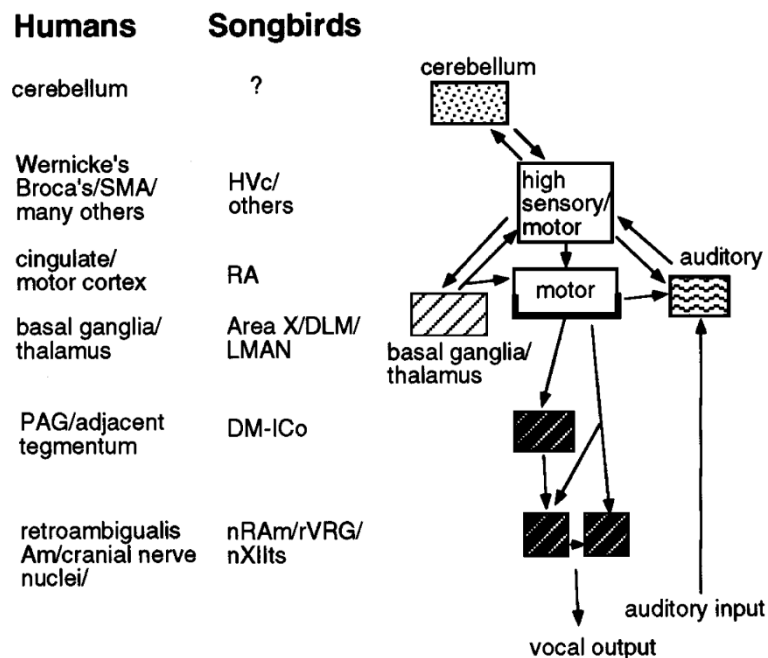 Humans Songbirds
cerebellum ?
Wernicke's
Broca's/SMA/
many others
HVc/
others
cingulate/
motor cortex
RA
basal ganglia/
thalamus
Area X/DLM/
LMAN
PAG/adjacent
tegmentum
DM-ICo
retroambigualis
Am/cranial nerve
nuclei/
nRAm/rVRG/
nXIIts
cerebellum
high
sensory/
motor
auditory
motor
basal ganglia/
thalamus
auditory input
vocal output